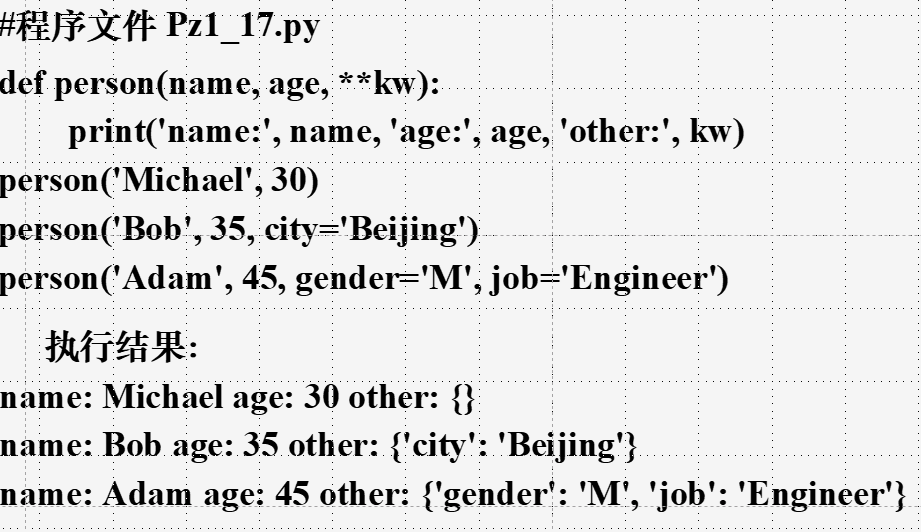 #程序文件 Pz1_17.py
def person(name, age, **kw):
    print('name:', name, 'age:', age, 'other:', kw)
person('Michael', 30)
person('Bob', 35, city='Beijing')
person('Adam', 45, gender='M', job='Engineer')
执行结果:
name: Michael age: 30 other: {}
name: Bob age: 35 other: {'city': 'Beijing'}
name: Adam age: 45 other: {'gender': 'M', 'job': 'Engineer'}